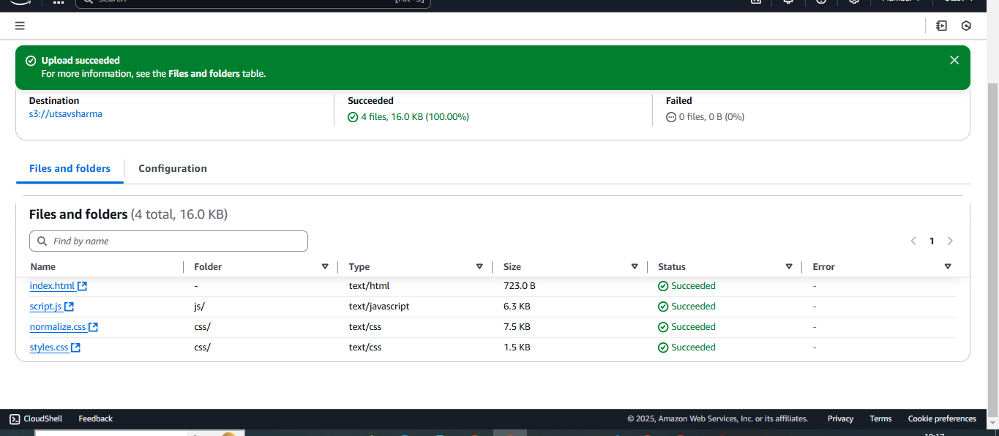 Search [Alt+S]
Upload succeeded
For more information, see the Files and folders table.
Destination Succeeded Failed
s3://utsavsharma 4 files, 16.0 KB (100.00%) 0 files, 0 B (0%)
Files and folders Configuration
Files and folders (4 total, 16.0 KB)
Find by name
1
Name Folder Type Size Status Error
index.html - text/html 723.0 B Succeeded -
script.js js/ text/javascript 6.3 KB Succeeded -
normalize.css css/ text/css 7.5 KB Succeeded -
styles.css css/ text/css 1.5 KB Succeeded -
CloudShell Feedback © 2025, Amazon Web Services, Inc. or its affiliates. Privacy Terms Cookie preferences